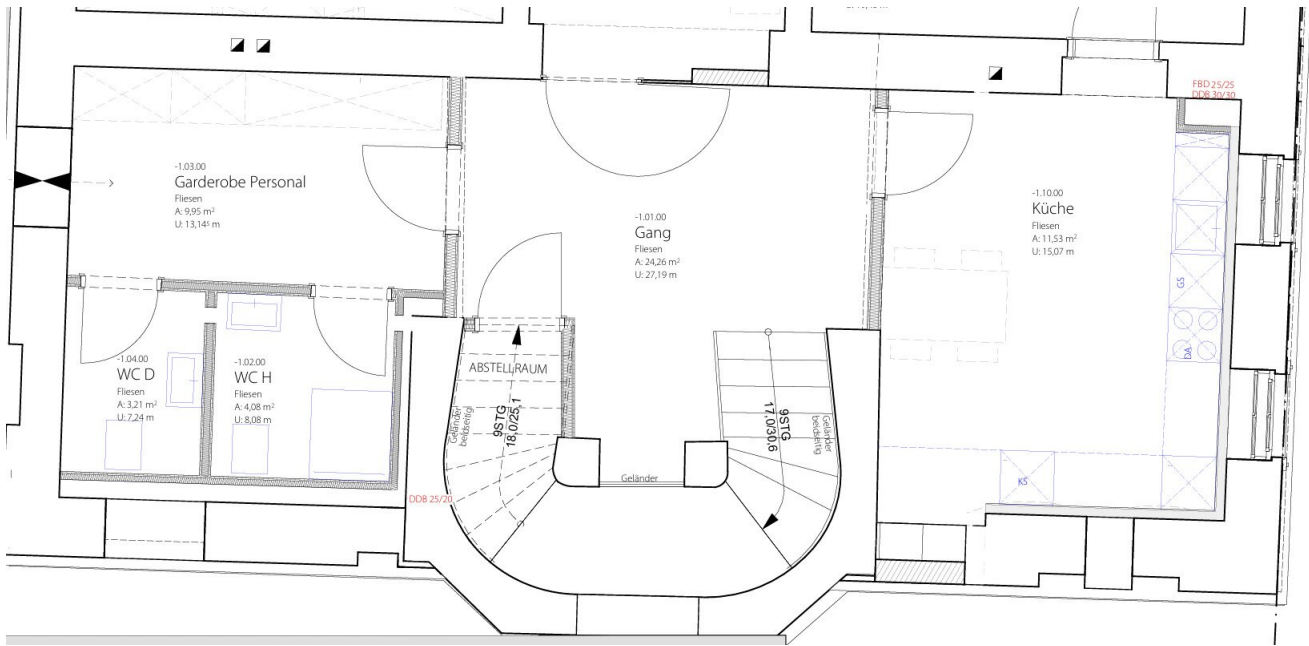 FBD 25/25
DDB 30/30
-1.03.00
Garderobe Personal
Fliesen
A: 9,95 m²
U: 13,14⁵ m
-1.01.00
Gang
Fliesen
A: 24,26 m²
U: 27,19 m
-1.10.00
Küche
Fliesen
A: 11,53 m²
U: 15,07 m
GS
DA
-1.04.00
WC D
Fliesen
A: 3,21 m²
U: 7,24 m
-1.02.00
WC H
Fliesen
A: 4,08 m²
U: 8,08 m
ABSTELLRAUM
9STG
18,0/25,1
Geländer
beidseitig
9STG
17,0/30,6
Geländer
beidseitig
Geländer
KS
DDB 25/20